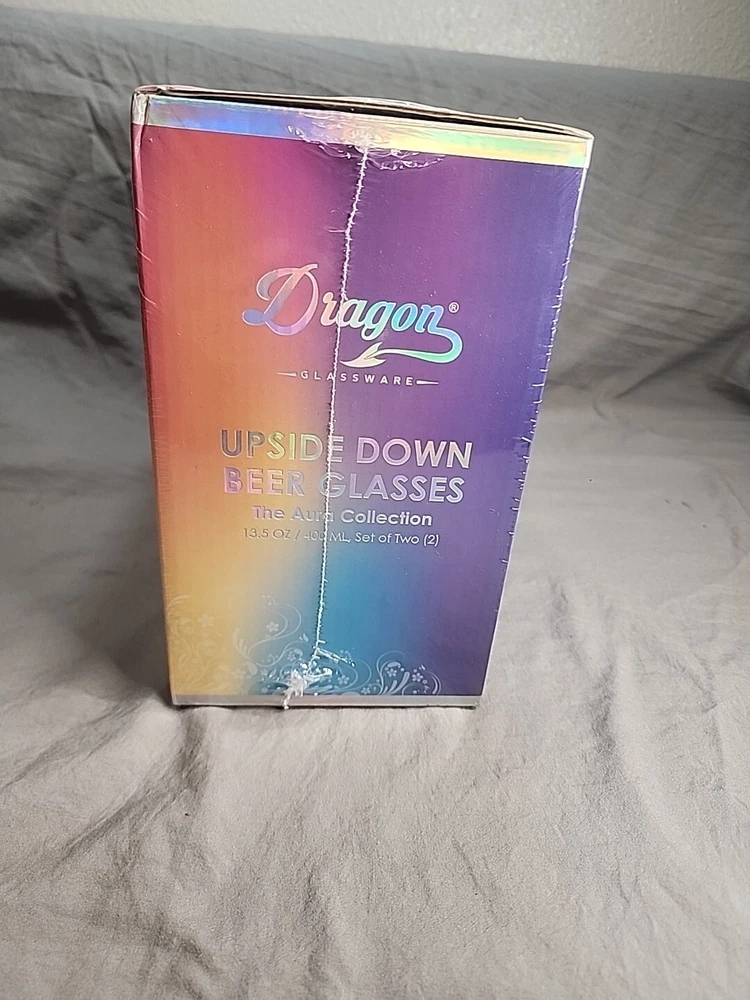 Dragon®
GLASSWARE
UPSIDE DOWN
BEER GLASSES
The Aura Collection
13.5 OZ / 400 ML, Set of Two (2)